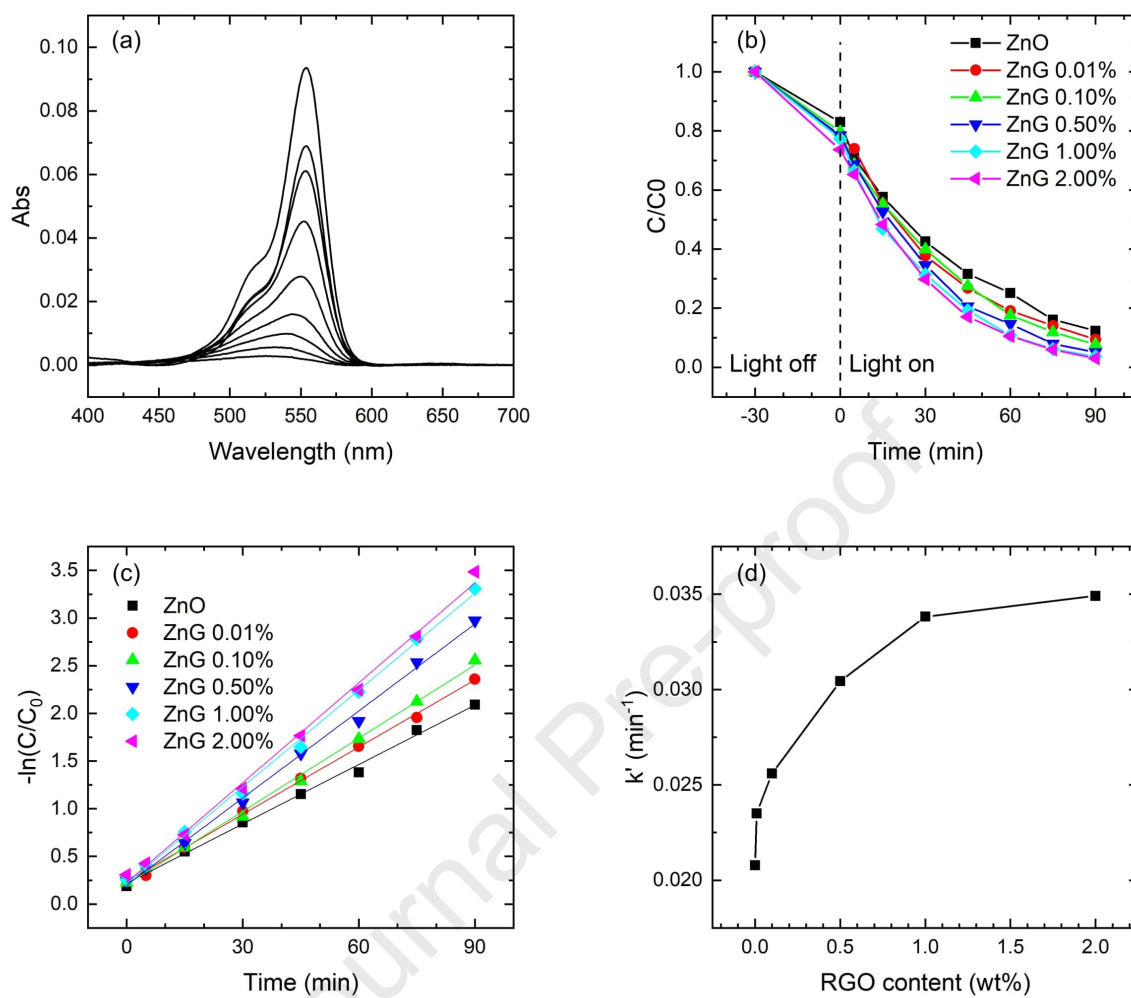 (a)
0.10
0.08
0.06
0.04
0.02
0.00
Abs
400
450
500
550
600
650
700
Wavelength (nm)
(b)
ZnO
ZnG 0.01%
ZnG 0.10%
ZnG 0.50%
ZnG 1.00%
ZnG 2.00%
1.0
0.8
0.6
0.4
0.2
0.0
C/C0
Light off
Light on
-30
0
30
60
90
Time (min)
(c)
ZnO
ZnG 0.01%
ZnG 0.10%
ZnG 0.50%
ZnG 1.00%
ZnG 2.00%
3.5
3.0
2.5
2.0
1.5
1.0
0.5
0.0
-ln(C/C₀)
0
30
60
90
Time (min)
(d)
0.035
0.030
0.025
0.020
k' (min⁻¹)
0.0
0.5
1.0
1.5
2.0
RGO content (wt%)
urnal Pre-proof